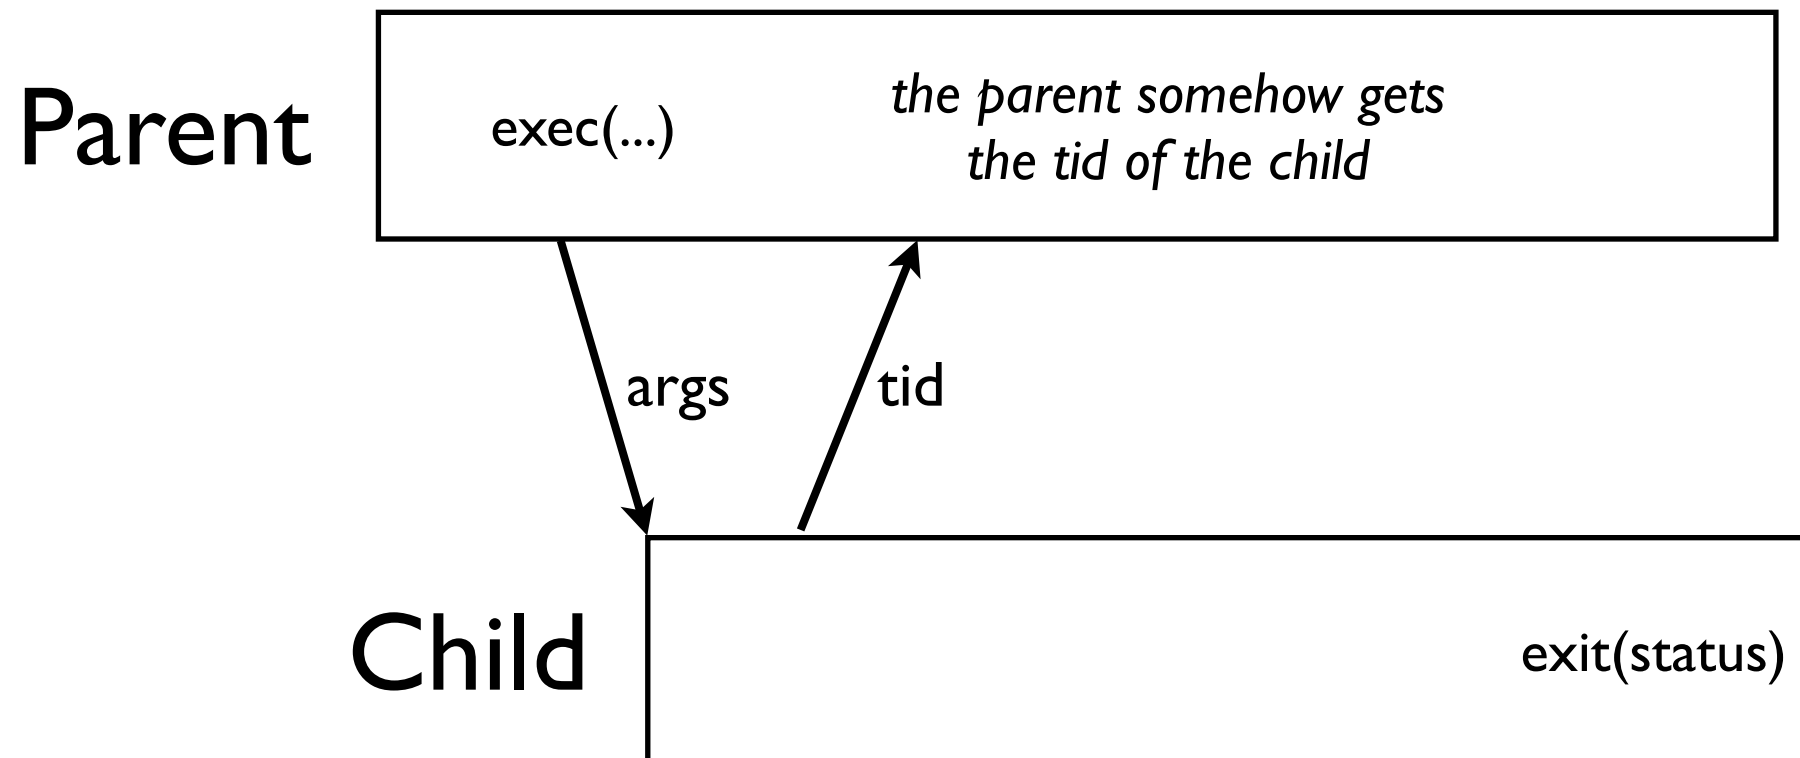 Parent
exec(...)
the parent somehow gets
the tid of the child
args
tid
Child
exit(status)